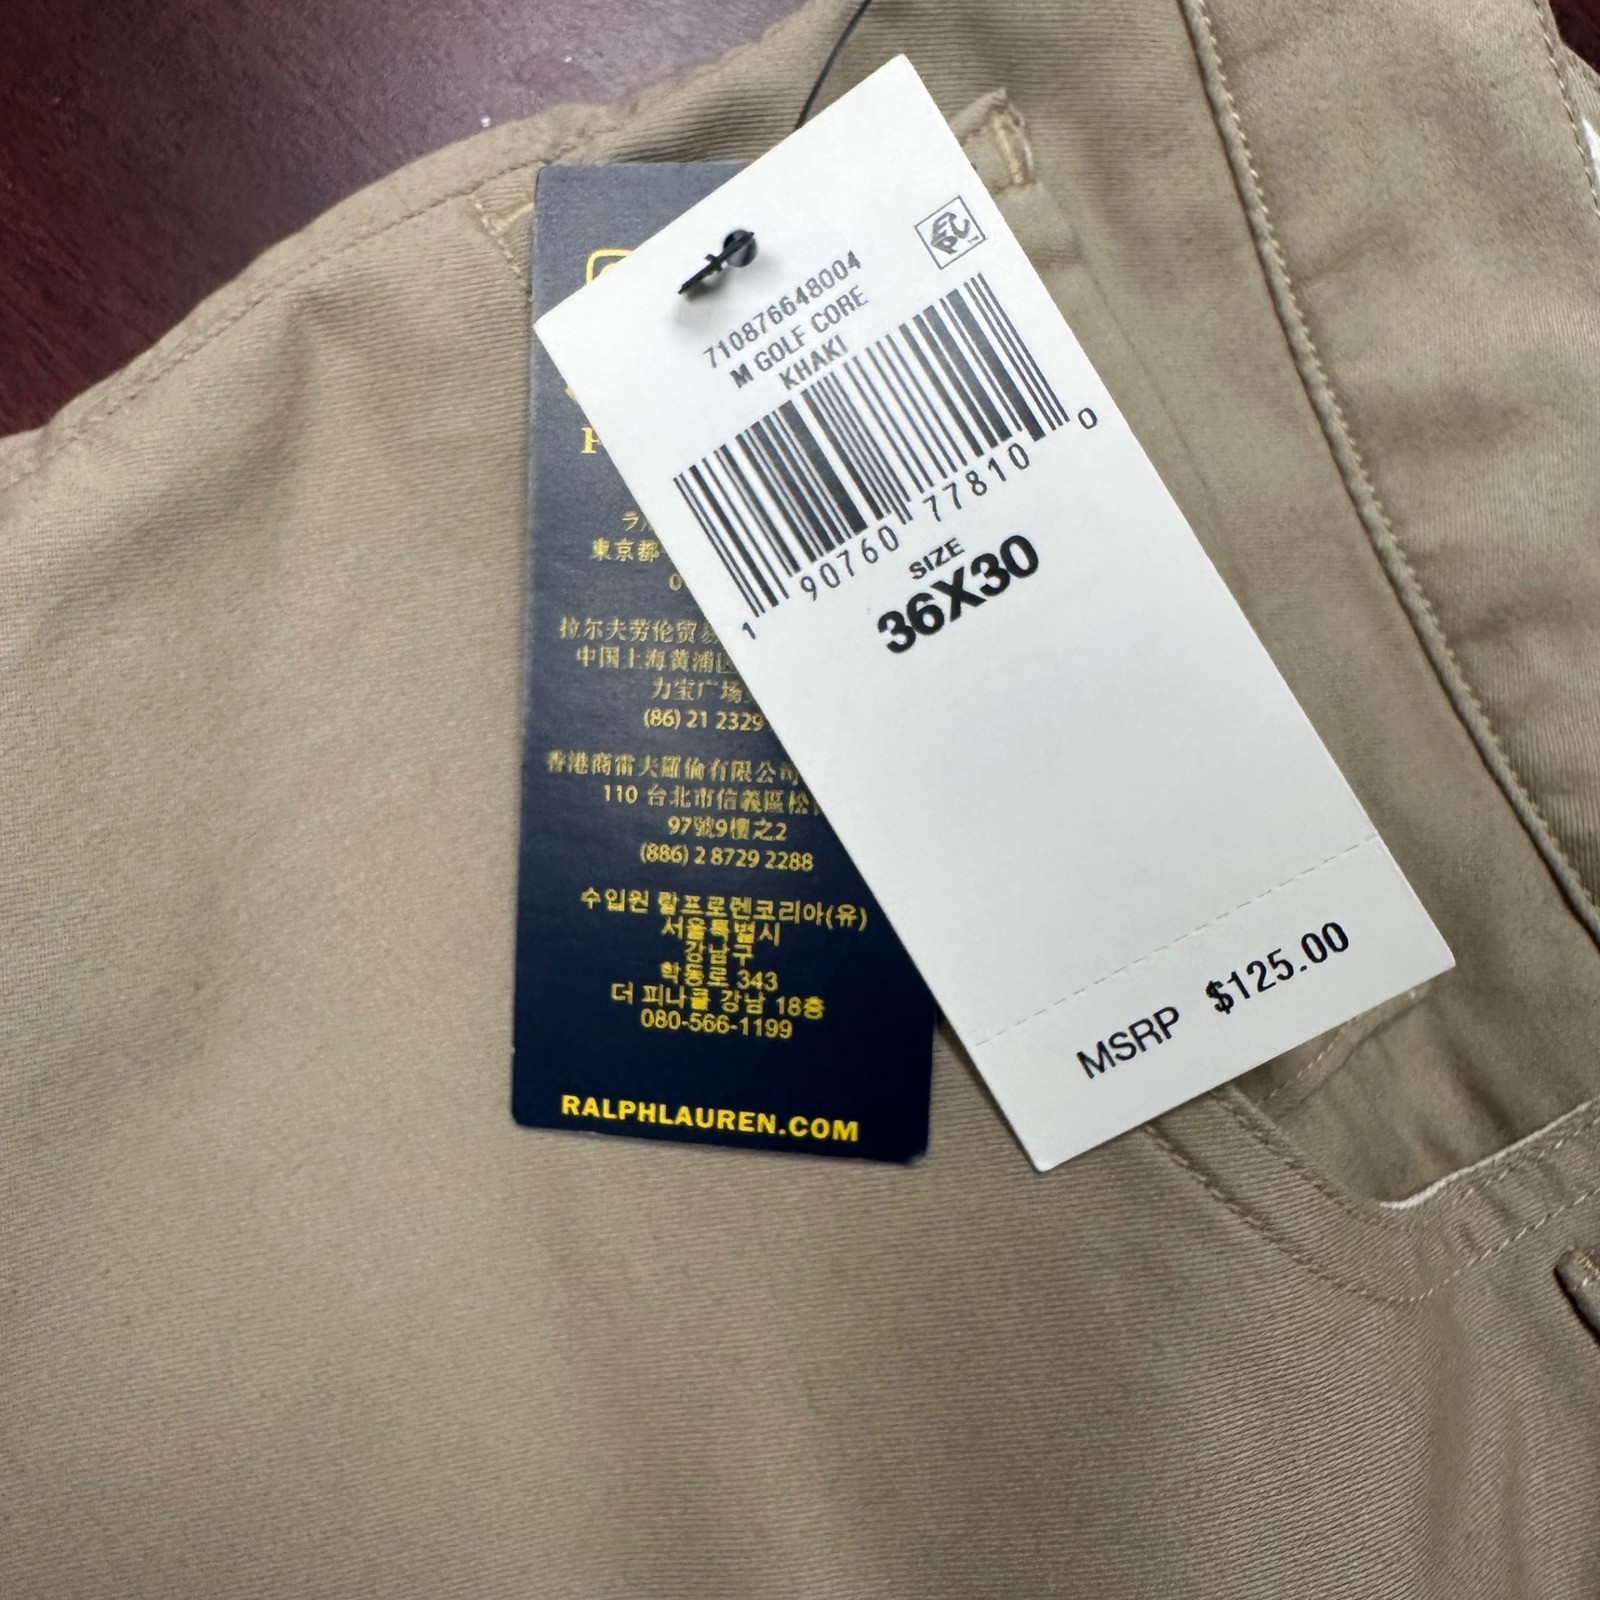 710876648004
M GOLF CORE
KHAKI
1 90760 77810 0
SIZE
36X30
MSRP $125.00
東京都
拉尔夫劳伦贸易
中国上海黄浦区
力宝广场
(86) 21 2329
香港商雷夫羅倫有限公司
110 台北市信義區松
97號9樓之2
(886) 2 8729 2288
수입원 랄프로렌코리아(유)
서울특별시
강남구
학동로 343
더 피나클 강남 18층
080-566-1199
RALPHLAUREN.COM